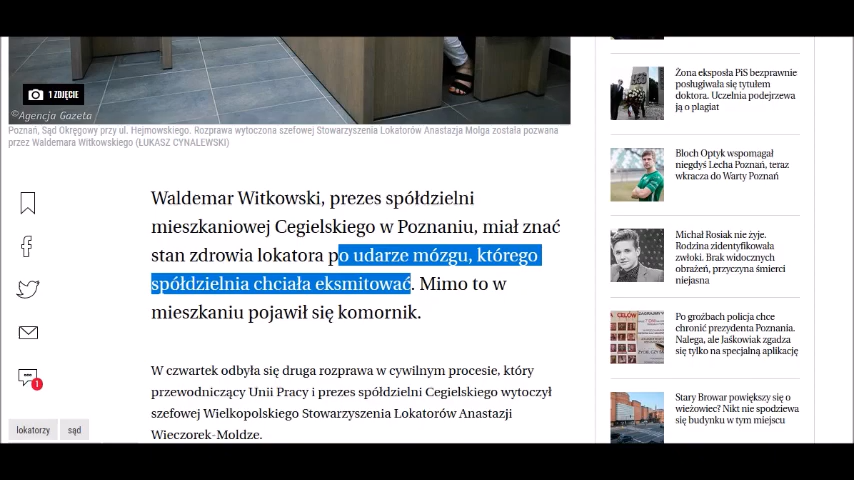 1 ZDJĘCIE
©Agencja Gazeta
Poznań, Sąd Okręgowy przy ul. Hejmowskiego. Rozprawa wytoczona szefowej Stowarzyszenia Lokatorów Anastazja Molga została pozwana
przez Waldemara Witkowskiego (ŁUKASZ CYNALEWSKI)
Waldemar Witkowski, prezes spółdzielni
mieszkaniowej Cegielskiego w Poznaniu, miał znać
stan zdrowia lokatora po udarze mózgu, którego
spółdzielnia chciała eksmitować. Mimo to w
mieszkaniu pojawił się komornik.
W czwartek odbyła się druga rozprawa w cywilnym procesie, który
przewodniczący Unii Pracy i prezes spółdzielni Cegielskiego wytoczył
szefowej Wielkopolskiego Stowarzyszenia Lokatorów Anastazji
Wieczorek-Moldze.
1
lokatorzy
sąd
Żona eksposła PiS bezprawnie
posługiwała się tytułem
doktora. Uczelnia podejrzewa
ją o plagiat
Bloch Optyk wspomagał
niegdyś Lecha Poznań, teraz
wkracza do Warty Poznań
Michał Rosiak nie żyje.
Rodzina zidentyfikowała
zwłoki. Brak widocznych
obrażeń, przyczyna śmierci
niejasna
Po groźbach policja chce
chronić prezydenta Poznania.
Nalega, ale Jaśkowiak zgadza
się tylko na specjalną aplikację
Stary Browar powiększy się o
wieżowiec? Nikt nie spodziewa
się budynku w tym miejscu